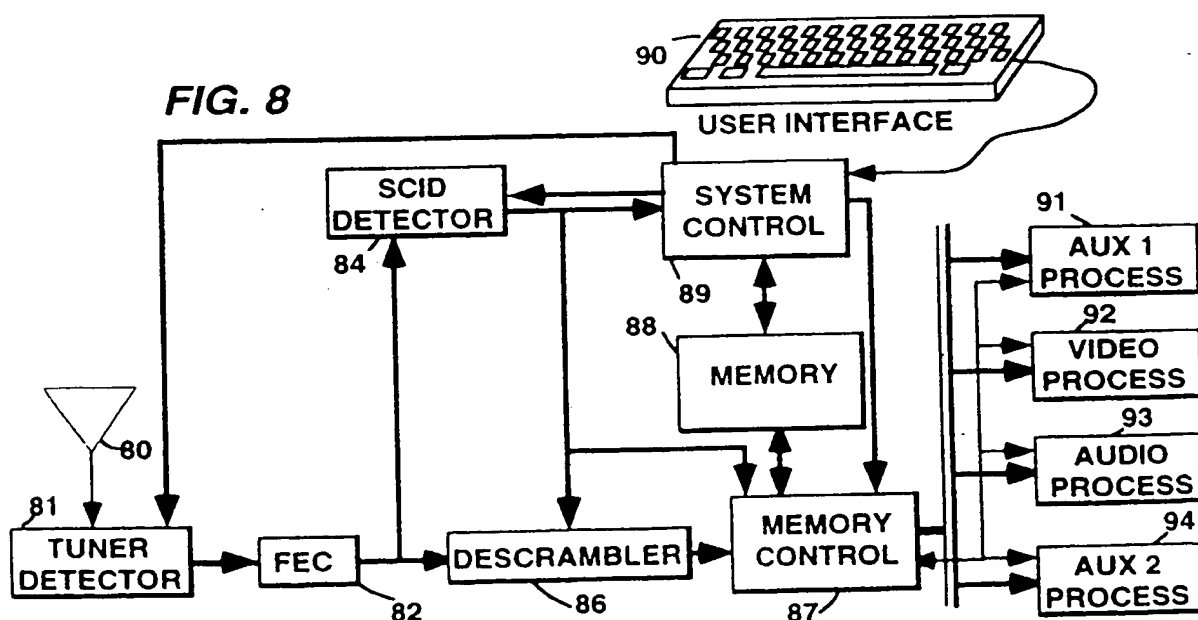 90
FIG. 8
USER INTERFACE
SCID
DETECTOR
84
SYSTEM
CONTROL
89
91
AUX 1
PROCESS
88
MEMORY
92
VIDEO
PROCESS
80
93
AUDIO
PROCESS
81
TUNER
DETECTOR
FEC
82
DESCRAMBLER
86
MEMORY
CONTROL
87
94
AUX 2
PROCESS